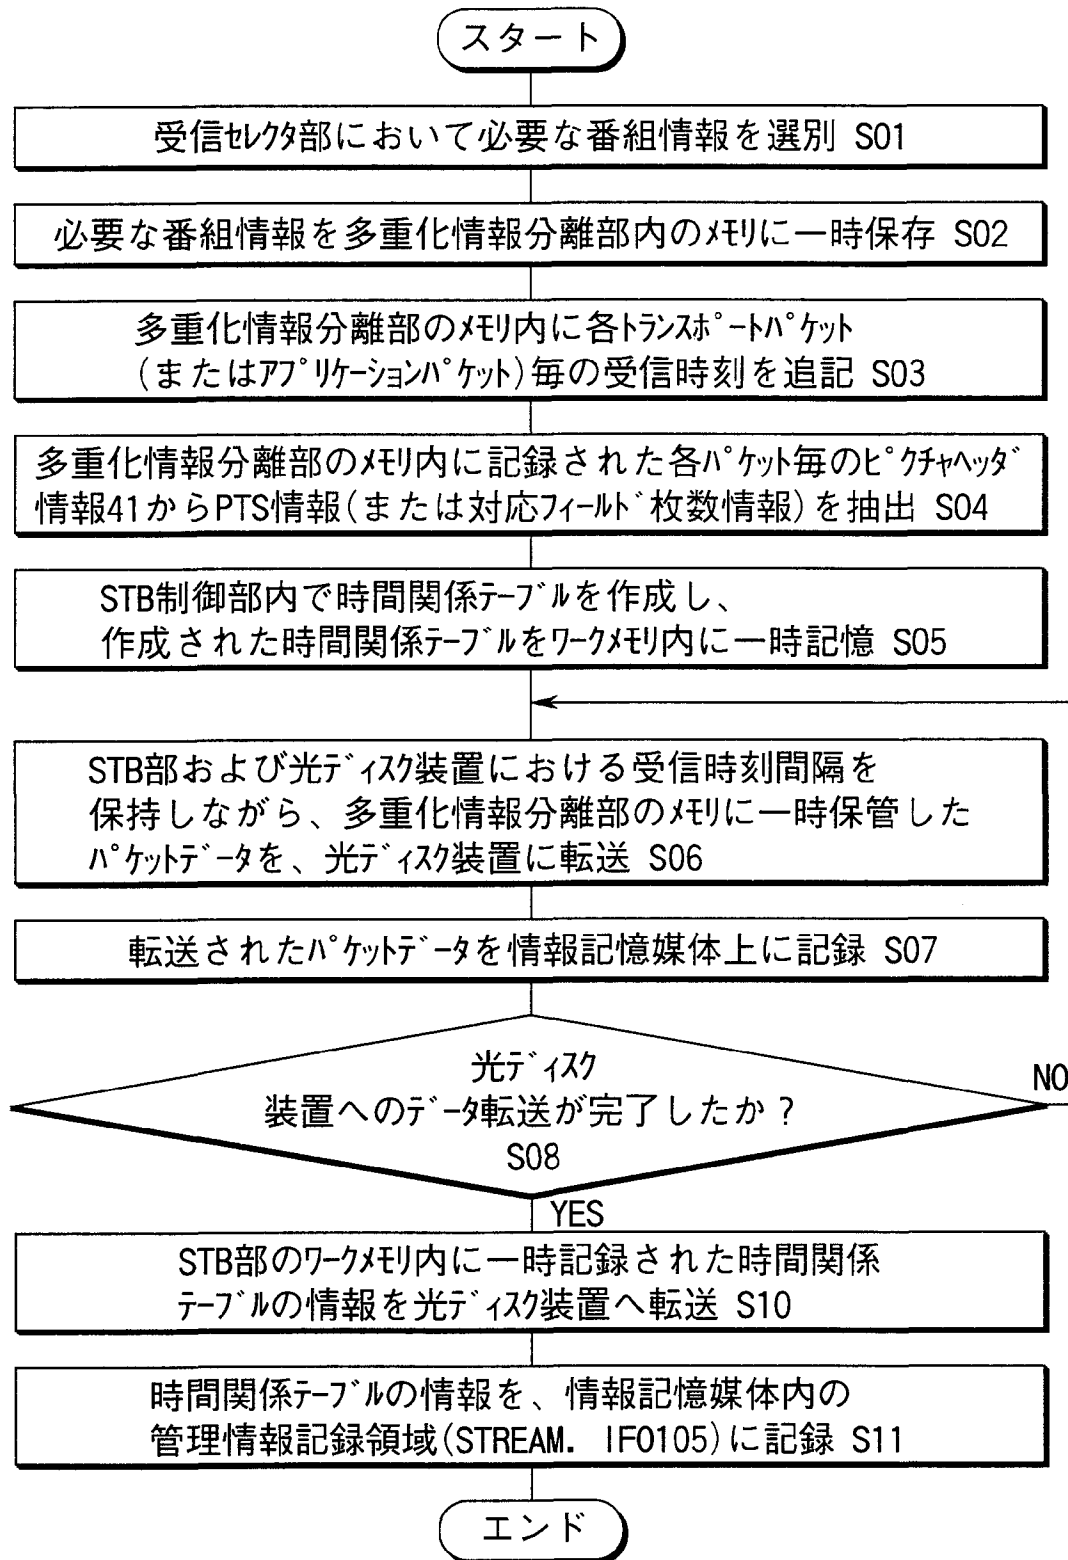 スタート
受信ｾﾚｸﾀ部において必要な番組情報を選別 S01
必要な番組情報を多重化情報分離部内のﾒﾓﾘに一時保存 S02
多重化情報分離部のﾒﾓﾘ内に各ﾄﾗﾝｽﾎﾟｰﾄﾊﾟｹｯﾄ
(またはｱﾌﾟﾘｹｰｼｮﾝﾊﾟｹｯﾄ)毎の受信時刻を追記 S03
多重化情報分離部のﾒﾓﾘ内に記録された各ﾊﾟｹｯﾄ毎のﾋﾟｸﾁｬﾍｯﾀﾞ
情報41からPTS情報(または対応ﾌｨｰﾙﾄﾞ枚数情報)を抽出 S04
STB制御部内で時間関係ﾃｰﾌﾞﾙを作成し、
作成された時間関係ﾃｰﾌﾞﾙをﾜｰｸﾒﾓﾘ内に一時記憶 S05
STB部および光ﾃﾞｨｽｸ装置における受信時刻間隔を
保持しながら、多重化情報分離部のﾒﾓﾘに一時保管した
ﾊﾟｹｯﾄﾃﾞｰﾀを、光ﾃﾞｨｽｸ装置に転送 S06
転送されたﾊﾟｹｯﾄﾃﾞｰﾀを情報記憶媒体上に記録 S07
光ﾃﾞｨｽｸ
装置へのﾃﾞｰﾀ転送が完了したか？
S08
NO
YES
STB部のﾜｰｸﾒﾓﾘ内に一時記録された時間関係
ﾃｰﾌﾞﾙの情報を光ﾃﾞｨｽｸ装置へ転送 S10
時間関係ﾃｰﾌﾞﾙの情報を、情報記憶媒体内の
管理情報記録領域(STREAM. IFO105)に記録 S11
エンド